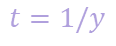 t = 1/y